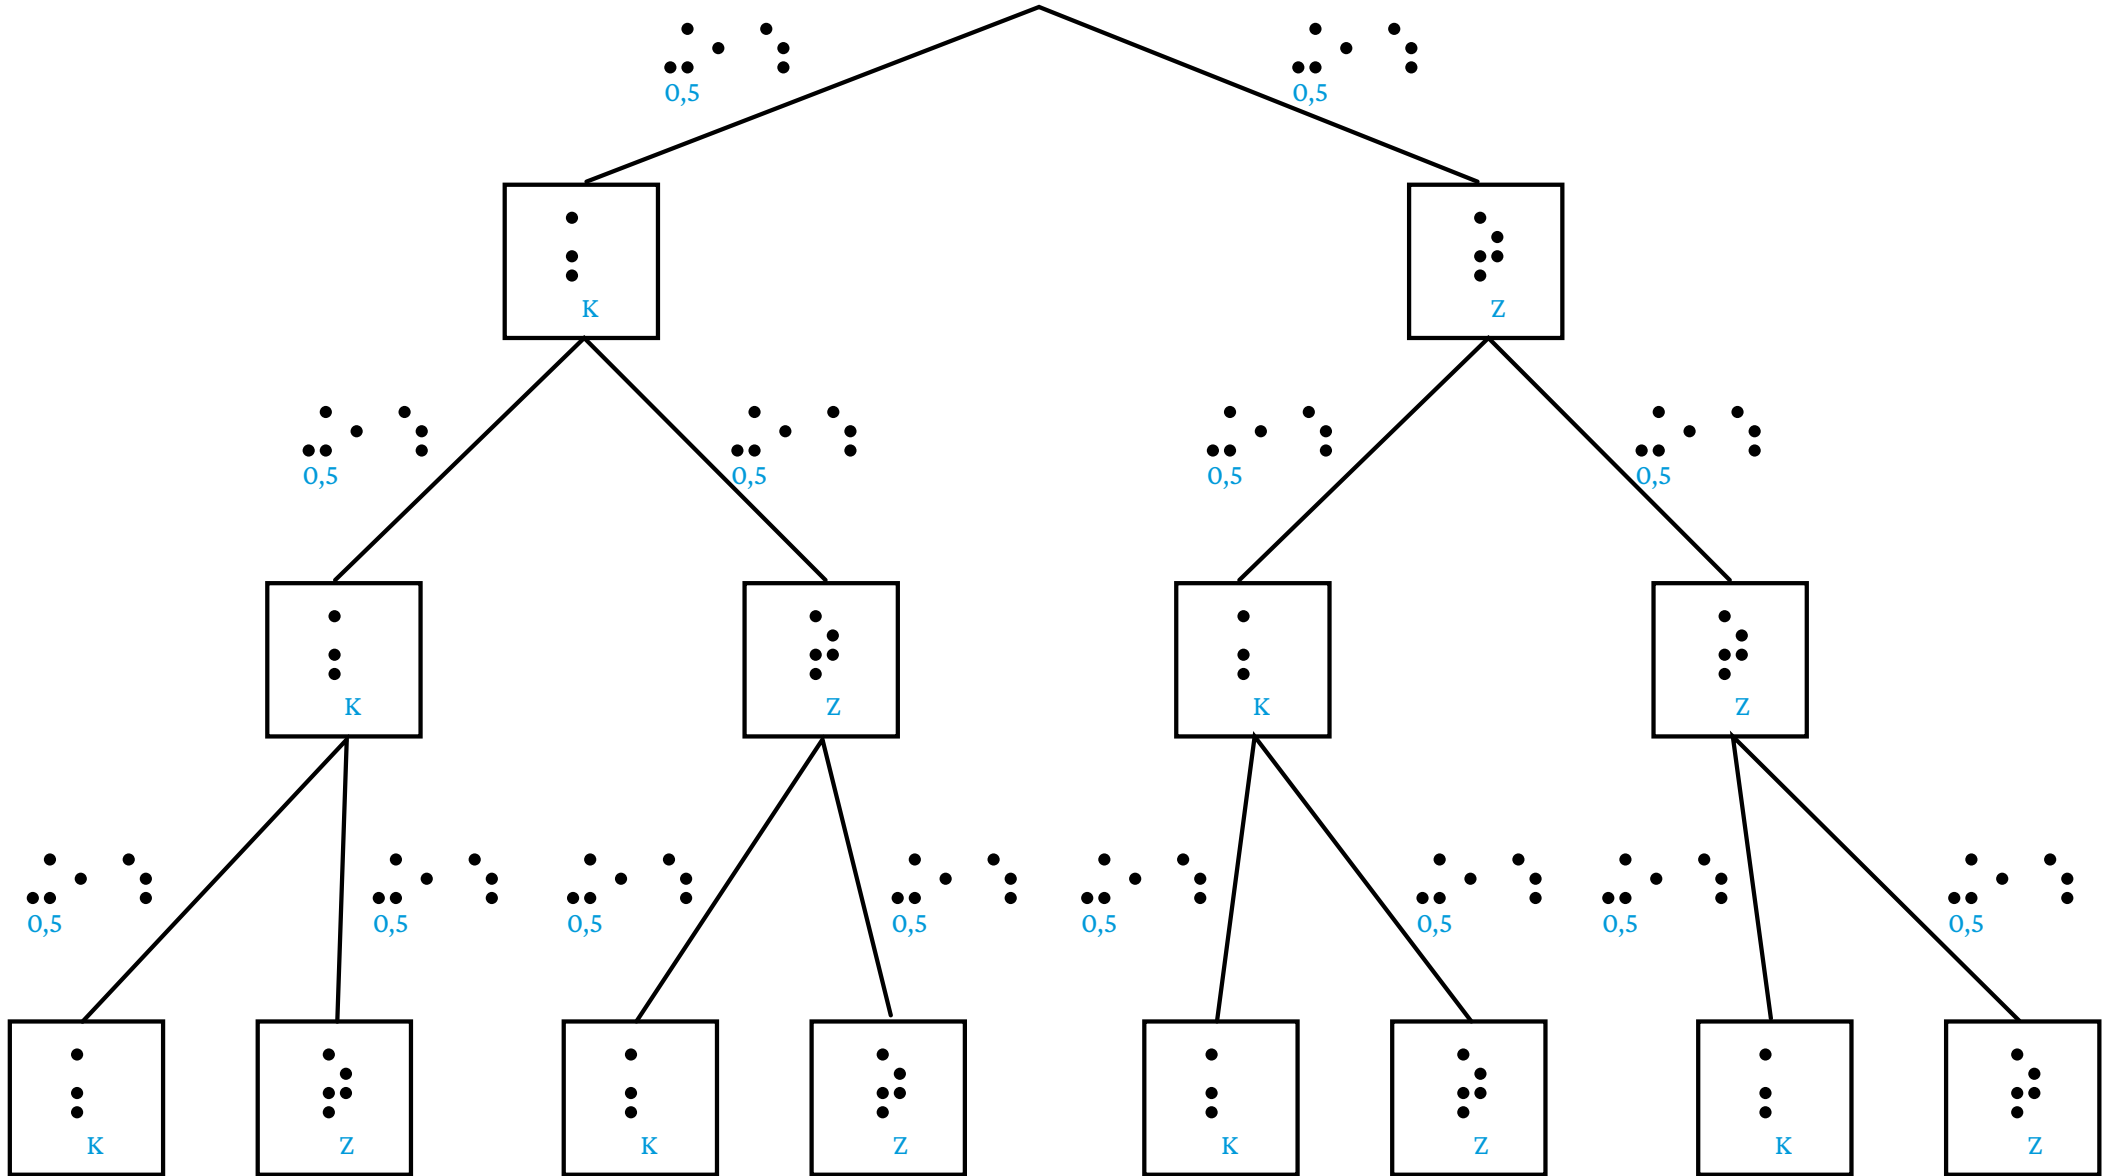 ⠬⠂⠱ ⠬⠂⠱
0,5 0,5
⡅ ⡵
K Z
⠬⠂⠱ ⠬⠂⠱ ⠬⠂⠱ ⠬⠂⠱
0,5 0,5 0,5 0,5
⡅ ⡵ ⡅ ⡵
K Z K Z
⠬⠂⠱ ⠬⠂⠱ ⠬⠂⠱ ⠬⠂⠱ ⠬⠂⠱ ⠬⠂⠱ ⠬⠂⠱ ⠬⠂⠱
0,5 0,5 0,5 0,5 0,5 0,5 0,5 0,5
⡅ ⡵ ⡅ ⡵ ⡅ ⡵ ⡅ ⡵
K Z K Z K Z K Z